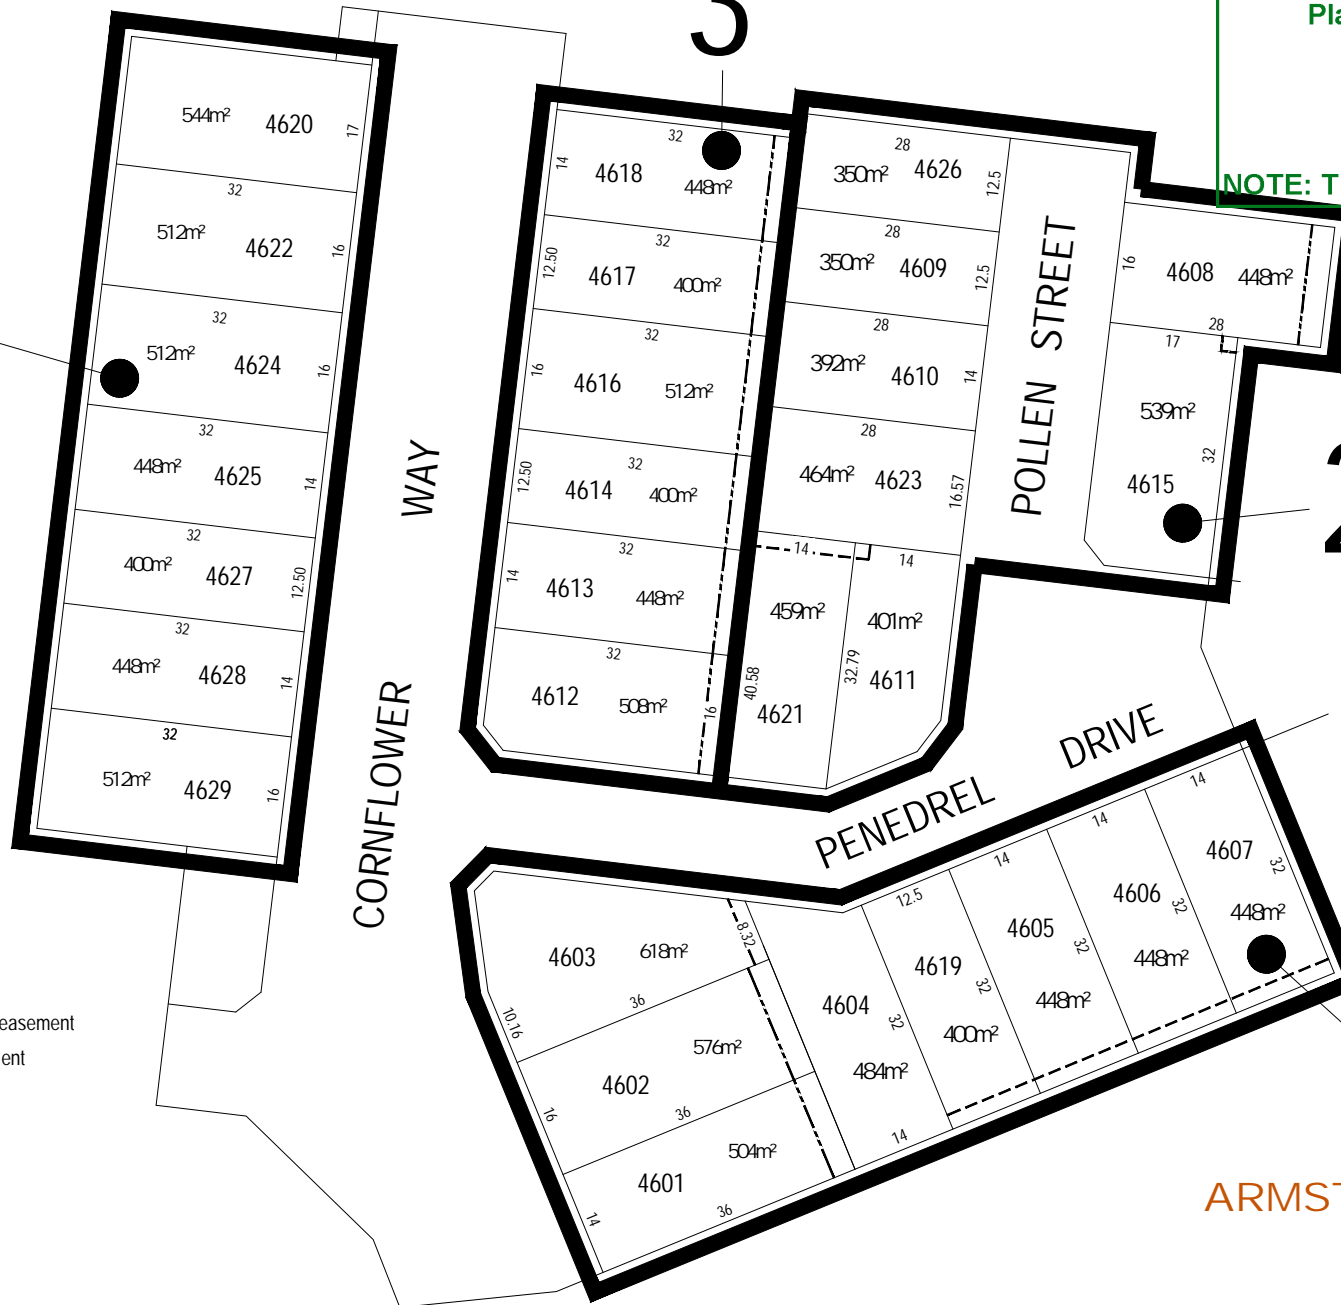 Pla
NOTE: T
544m² 4620
17
32
512m² 4622
16
32
512m² 4624
16
32
448m² 4625
14
32
400m² 4627
12.50
32
448m² 4628
14
32
512m² 4629
16
CORNFLOWER WAY
32
14
4618 448m²
32
12.50
4617 400m²
32
16
4616 512m²
32
12.50
4614 400m²
32
14
4613 448m²
32
4612 508m²
16
28
350m² 4626
12.5
28
350m² 4609
12.5
28
392m² 4610
14
28
464m² 4623
16.57
14
14
459m²
40.58
4621
32.79
401m²
4611
POLLEN STREET
16
4608 448m²
28
17
539m²
32
4615
2
PENEDREL DRIVE
4603 618m²
8.32
10.16
36
576m²
4602
16
36
504m²
4601
14
36
4604
32
484m²
14
12.5
4619
32
400m²
14
4605
32
448m²
14
4606
32
448m²
14
4607
32
448m²
easement
ent
ARMST